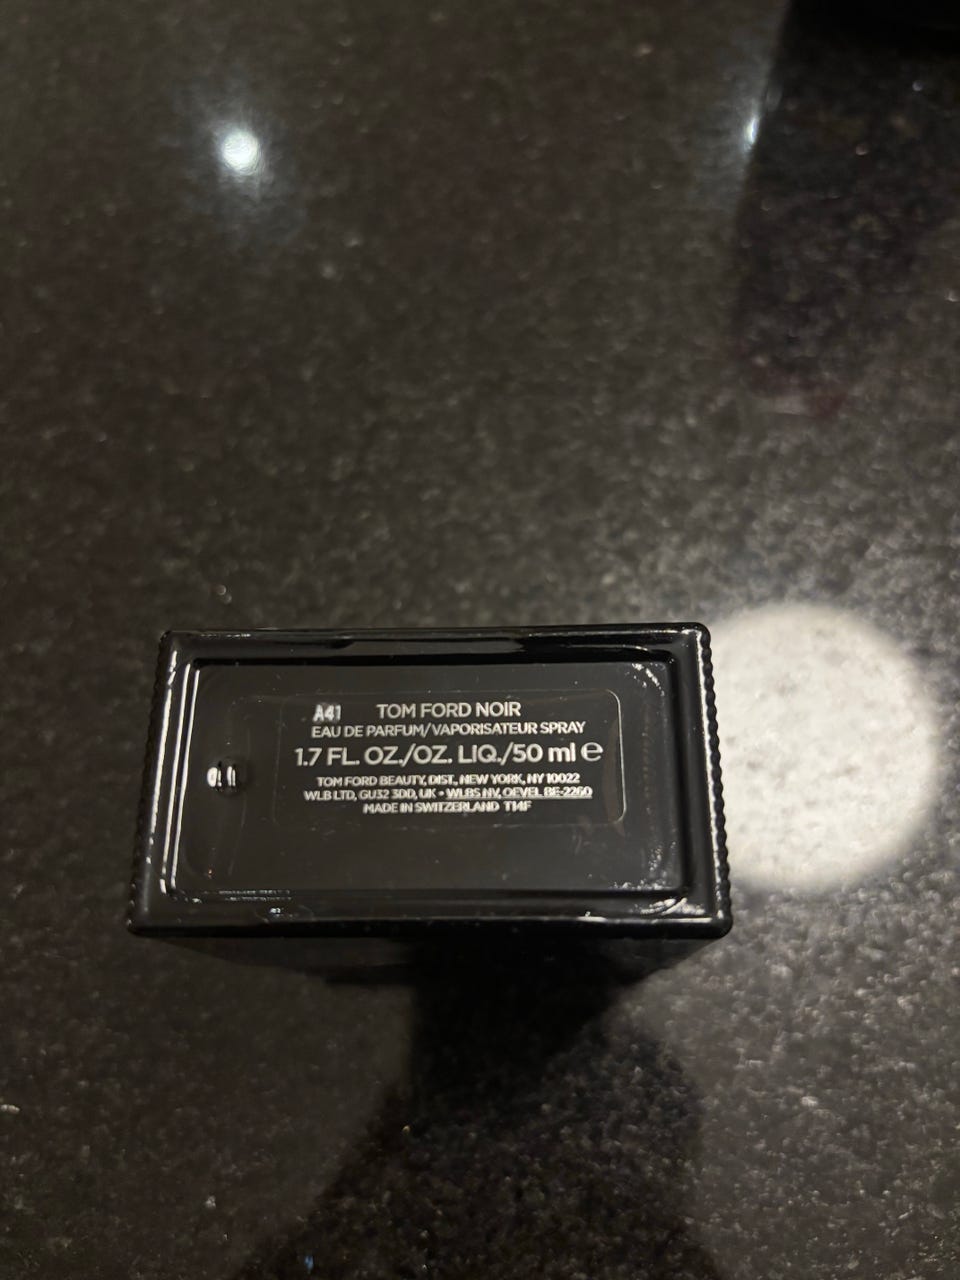 A41 TOM FORD NOIR
EAU DE PARFUM/VAPORISATEUR SPRAY
1.7 FL. OZ./OZ. LIQ./50 ml ℮
TOM FORD BEAUTY, DIST., NEW YORK, NY 10022
WLB LTD, GU32 3DD, UK • WLBS NV, OEVEL BE-2260
MADE IN SWITZERLAND T14F